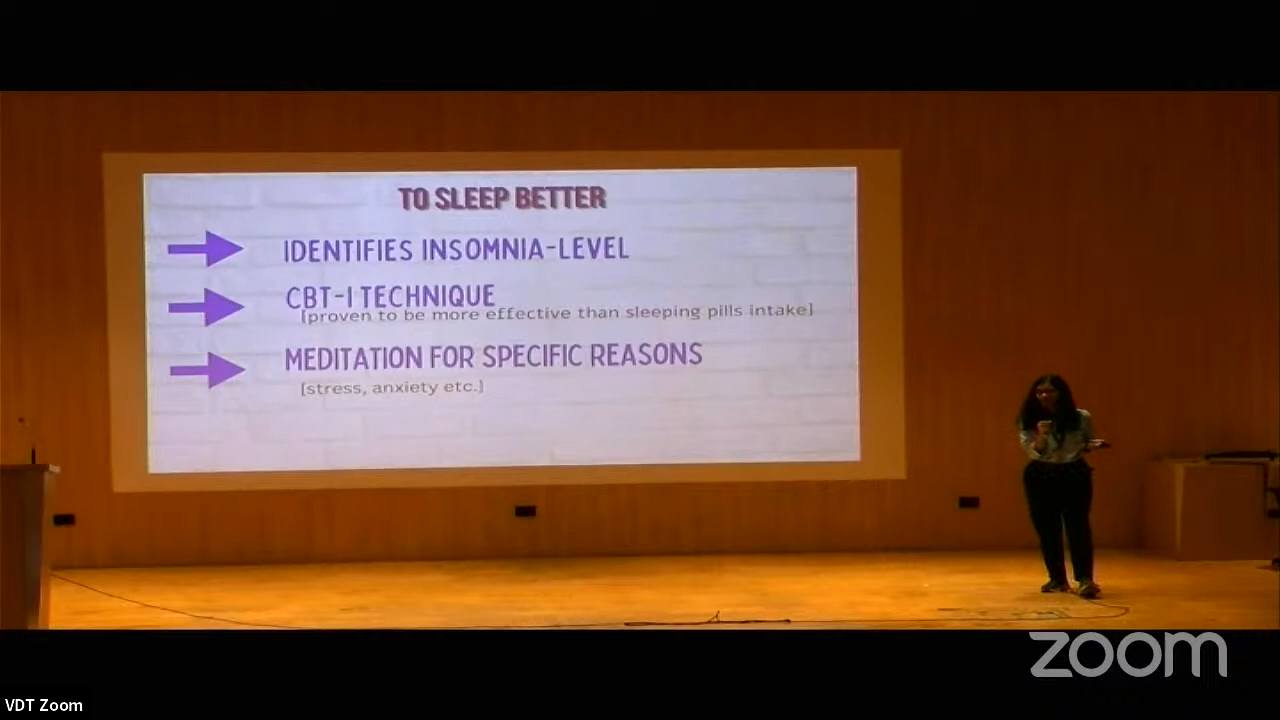 TO SLEEP BETTER
IDENTIFIES INSOMNIA-LEVEL
CBT-I TECHNIQUE
[proven to be more effective than sleeping pills intake]
MEDITATION FOR SPECIFIC REASONS
[stress, anxiety etc.]
zoom
VDT Zoom